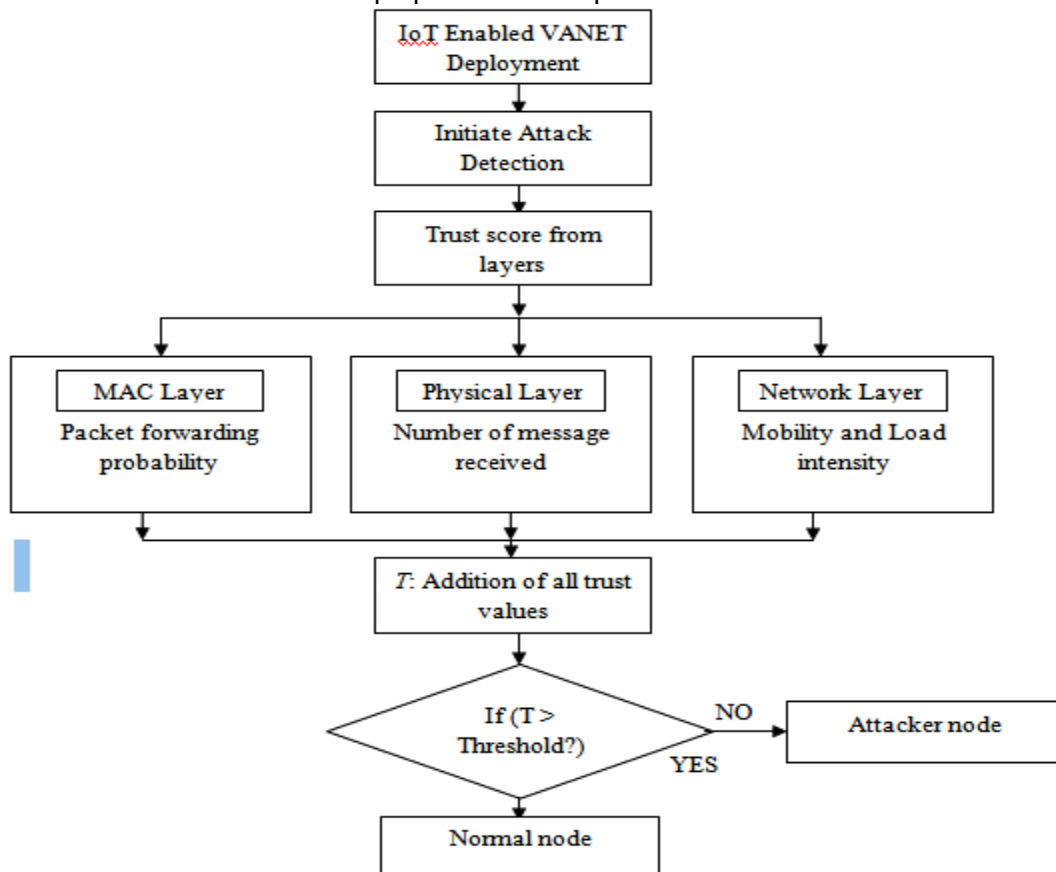 IoT Enabled VANET
Deployment
Initiate Attack
Detection
Trust score from
layers
MAC Layer
Packet forwarding
probability
Physical Layer
Number of message
received
Network Layer
Mobility and Load
intensity
T: Addition of all trust
values
If (T >
Threshold?)
NO
Attacker node
YES
Normal node